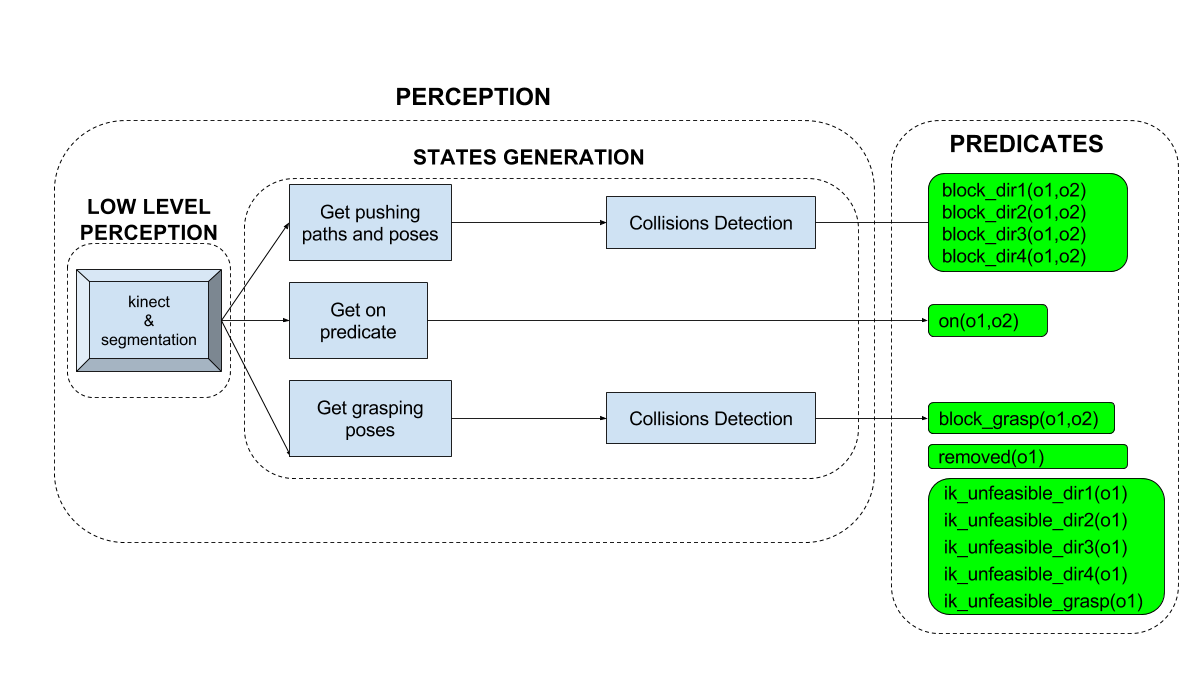 PERCEPTION
STATES GENERATION
LOW LEVEL
PERCEPTION
kinect
&
segmentation
Get pushing
paths and poses
Collisions Detection
Get on
predicate
Get grasping
poses
Collisions Detection
PREDICATES
block_dir1(o1,o2)
block_dir2(o1,o2)
block_dir3(o1,o2)
block_dir4(o1,o2)
on(o1,o2)
block_grasp(o1,o2)
removed(o1)
ik_unfeasible_dir1(o1)
ik_unfeasible_dir2(o1)
ik_unfeasible_dir3(o1)
ik_unfeasible_dir4(o1)
ik_unfeasible_grasp(o1)